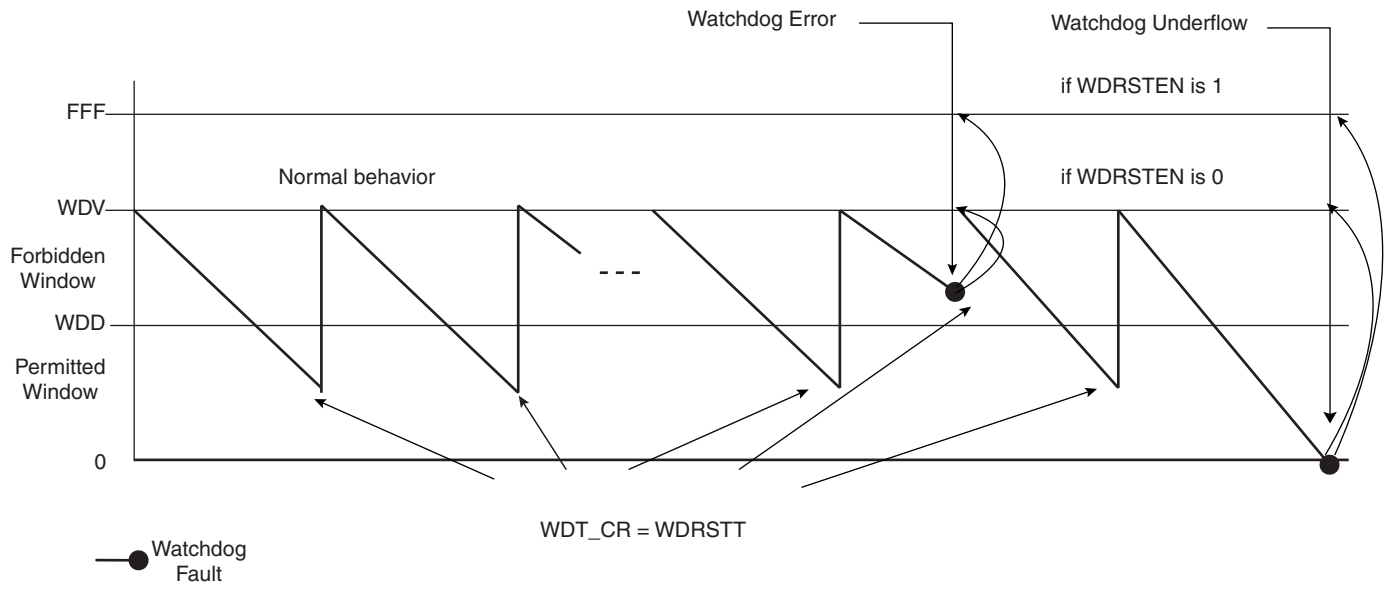 Watchdog Error
Watchdog Underflow
if WDRSTEN is 1
FFF
Normal behavior
if WDRSTEN is 0
WDV
Forbidden
Window
WDD
Permitted
Window
0
WDT_CR = WDRSTT
Watchdog
Fault